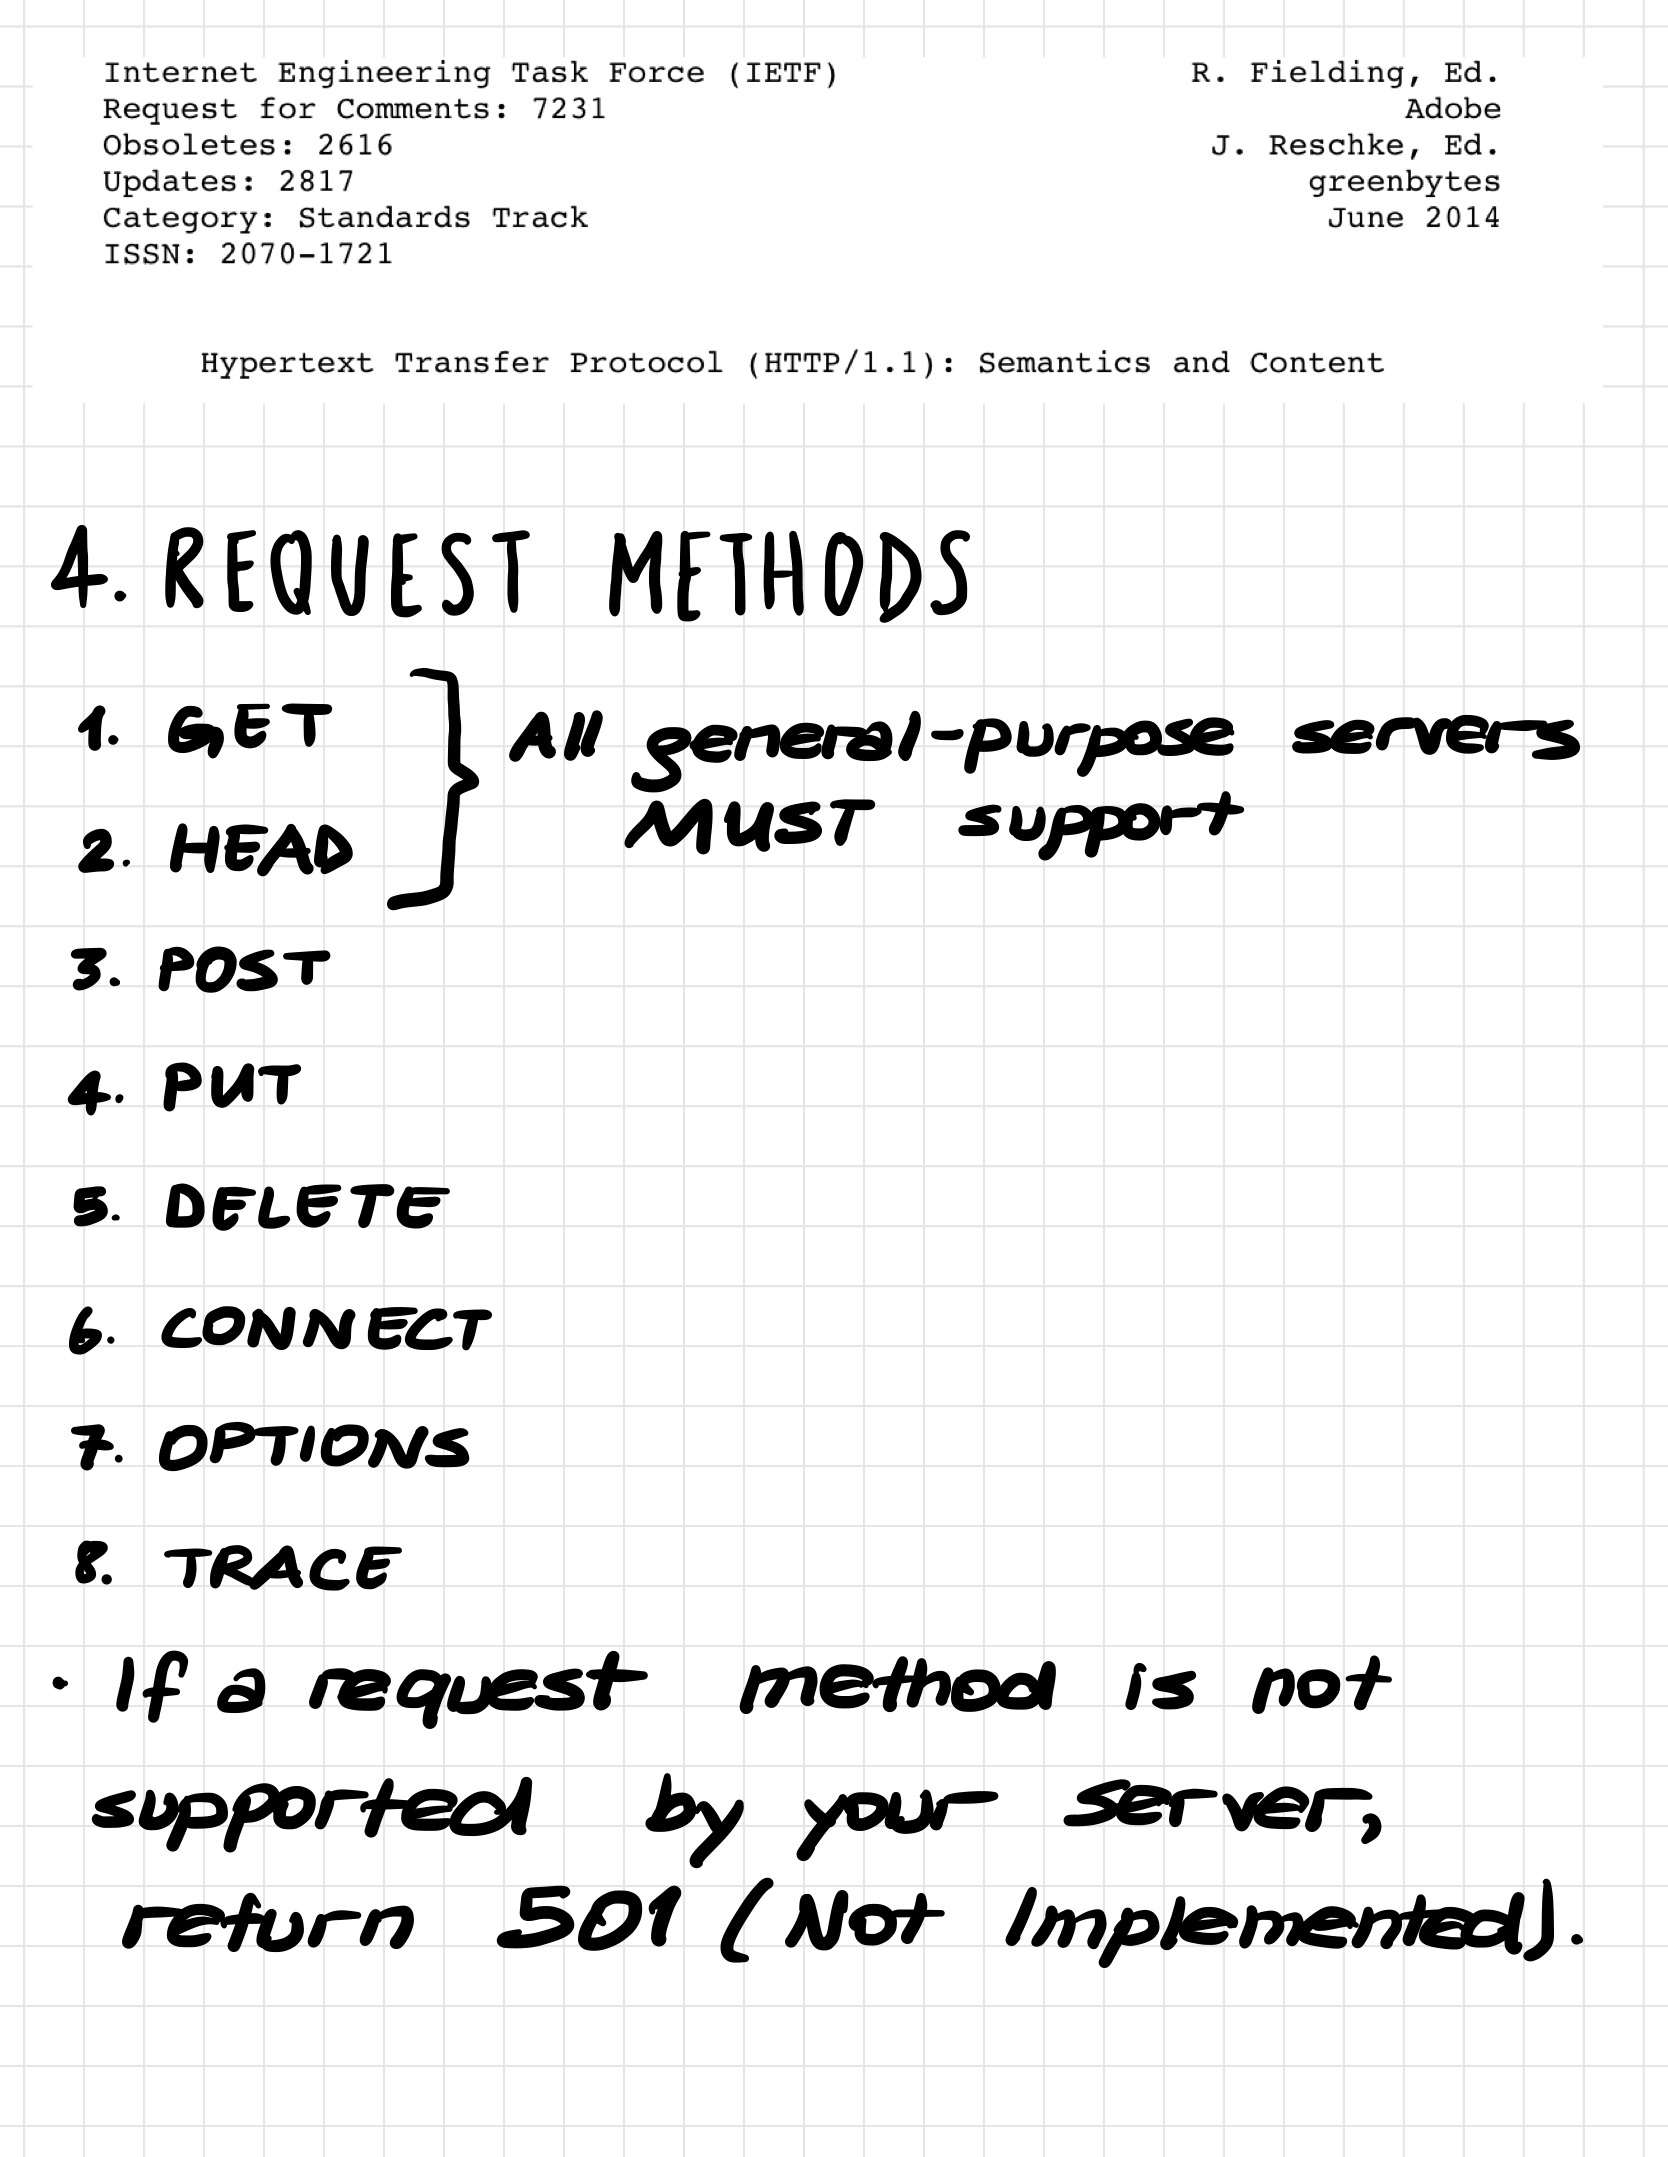 Internet Engineering Task Force (IETF) R. Fielding, Ed.
Request for Comments: 7231 Adobe
Obsoletes: 2616 J. Reschke, Ed.
Updates: 2817 greenbytes
Category: Standards Track June 2014
ISSN: 2070-1721
Hypertext Transfer Protocol (HTTP/1.1): Semantics and Content
4. REQUEST METHODS
1. GET
2. HEAD
All general-purpose servers
MUST support
3. POST
4. PUT
5. DELETE
6. CONNECT
7. OPTIONS
8. TRACE
· If a request method is not
supported by your server,
return 501 (Not Implemented).